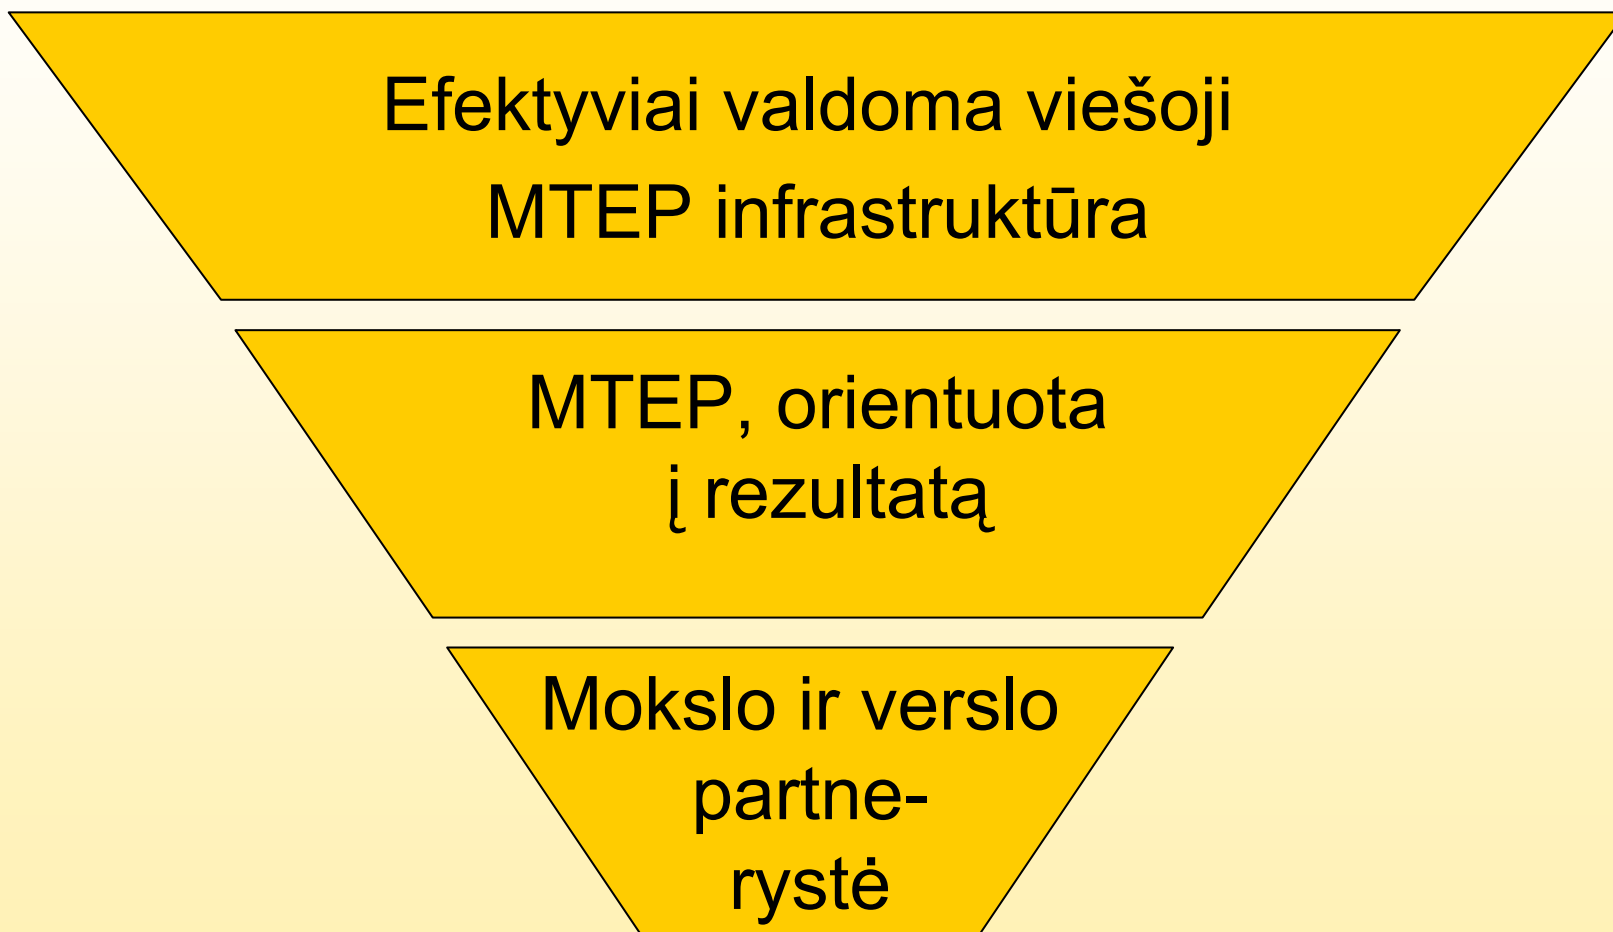 Efektyviai valdoma viešoji
MTEP infrastruktūra
MTEP, orientuota
į rezultatą
Mokslo ir verslo
partne-
rystė